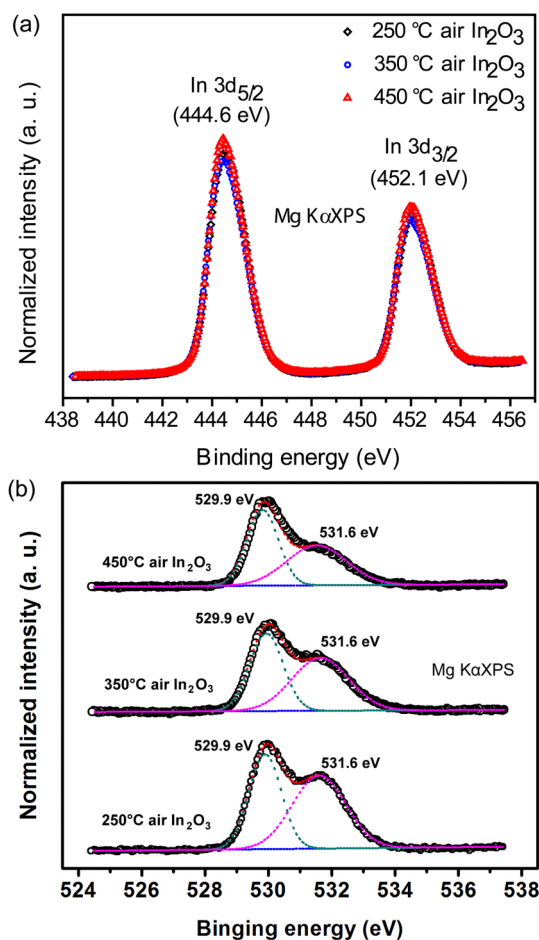 (a)
250 °C air In₂O₃
350 °C air In₂O₃
450 °C air In₂O₃
In 3d5/2
(444.6 eV)
In 3d3/2
(452.1 eV)
Mg KαXPS
Normalized intensity (a. u.)
438 440 442 444 446 448 450 452 454 456
Binding energy (eV)
(b)
529.9 eV
531.6 eV
450°C air In₂O₃
529.9 eV
531.6 eV
Mg KαXPS
350°C air In₂O₃
529.9 eV
531.6 eV
250°C air In₂O₃
Normalized intensity (a. u.)
524 526 528 530 532 534 536 538
Binging energy (eV)